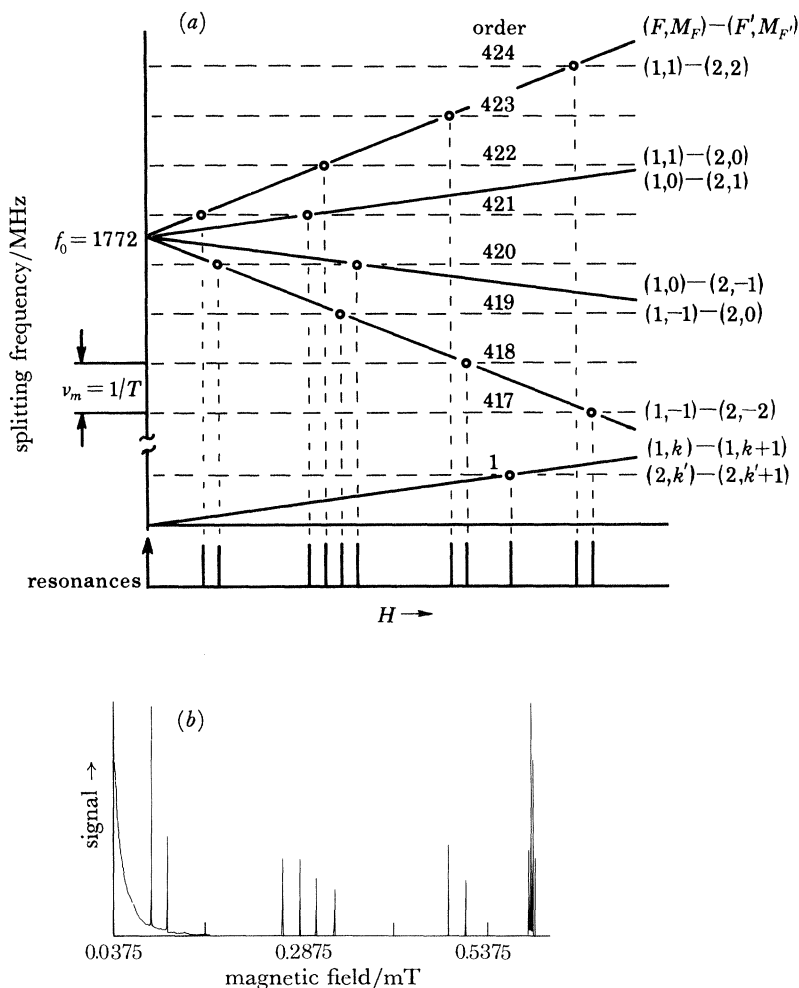 (a)
order
(F,M_F)—(F′,M_F′)
424
(1,1)—(2,2)
423
422
(1,1)—(2,0)
(1,0)—(2,1)
421
f₀ = 1772
420
(1,0)—(2,−1)
419
(1,−1)—(2,0)
418
ν_m = 1/T
417
(1,−1)—(2,−2)
(1,k)—(1,k+1)
1
(2,k′)—(2,k′+1)
splitting frequency/MHz
resonances
H →
(b)
signal →
0.0375
0.2875
0.5375
magnetic field/mT